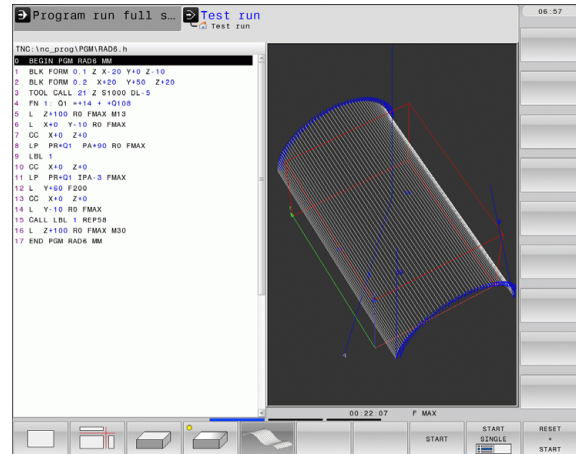 Program run full s…
Test run
Test run
06:57
TNC:\nc_prog\PGM\RAD6.h
0 BEGIN PGM RAD6 MM
1 BLK FORM 0.1 Z X-20 Y+0 Z-10
2 BLK FORM 0.2 X+20 Y+50 Z+20
3 TOOL CALL 21 Z S1000 DL-5
4 FN 1: Q1 =+14 + +Q108
5 L Z+100 R0 FMAX M13
6 L X+0 Y-10 R0 FMAX
7 CC X+0 Z+0
8 LP PR+Q1 PA+90 R0 FMAX
9 LBL 1
10 CC X+0 Z+0
11 LP PR+Q1 IPA-3 FMAX
12 L Y+60 F200
13 CC X+0 Z+0
14 L Y-10 R0 FMAX
15 CALL LBL 1 REP58
16 L Z+100 R0 FMAX M30
17 END PGM RAD6 MM
00:22:07 F MAX
START
START SINGLE
RESET + START